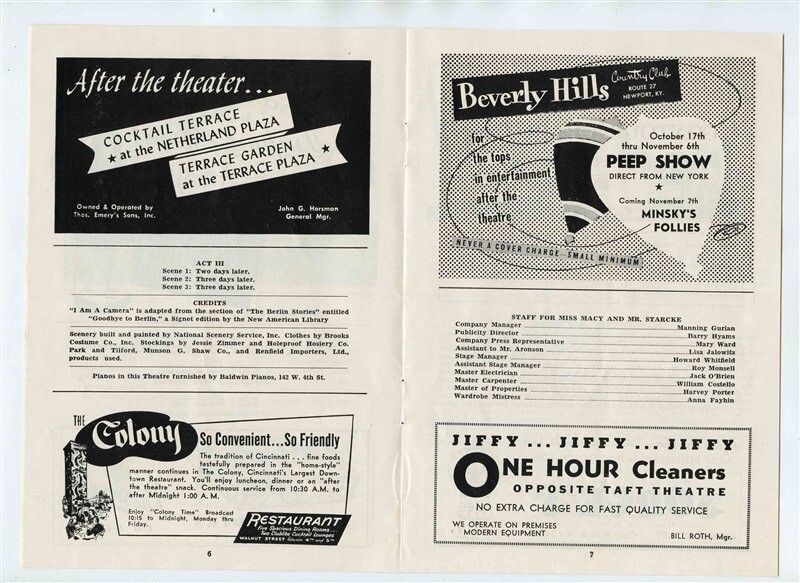 After the theater...
COCKTAIL TERRACE
★ at the NETHERLAND PLAZA
TERRACE GARDEN ★
at the TERRACE PLAZA
Owned & Operated by
Thos. Emery's Sons, Inc.
John G. Horsman
General Mgr.
ACT III
Scene 1: Two days later.
Scene 2: Three days later.
Scene 3: Three days later.
CREDITS
"I Am A Camera" is adapted from the section of "The Berlin Stories" entitled
"Goodbye to Berlin," a Signet edition by the New American Library
Scenery built and painted by National Scenery Service, Inc. Clothes by Brooks
Costume Co., Inc. Stockings by Jessie Zimmer and Holeproof Hosiery Co.
Park and Tilford, Munson G. Shaw Co., and Renfield Importers, Ltd.,
products used.
Pianos in this Theatre furnished by Baldwin Pianos, 142 W. 4th St.
THE
Colony
So Convenient...So Friendly
The tradition of Cincinnati . . . fine foods
tastefully prepared in the "home-style"
manner continues in The Colony, Cincinnati's Largest Down-
town Restaurant. You'll enjoy luncheon, dinner or an "after
the theatre" snack. Continuous service from 10:30 A.M. to
after Midnight 1:00 A. M.
Enjoy "Colony Time" Broadcast
10:15 to Midnight, Monday thru
Friday.
RESTAURANT
Five Spacious Dining Rooms...
Two Clublike Cocktail Lounges
WALNUT STREET between 4TH and 5TH
6
Beverly Hills
Country Club
ROUTE 27
NEWPORT, KY.
for
the tops
in entertainment
after the
theatre
October 17th
thru November 6th
PEEP SHOW
DIRECT FROM NEW YORK
★
Coming November 7th
MINSKY'S
FOLLIES
NEVER A COVER CHARGE SMALL MINIMUM
STAFF FOR MISS MACY AND MR. STARCKE
Company Manager Manning Gurian
Publicity Director Barry Hyams
Company Press Representative Mary Ward
Assistant to Mr. Aronson Lisa Jalowitz
Stage Manager Howard Whitfield
Assistant Stage Manager Roy Monsell
Master Electrician Jack O'Brien
Master Carpenter William Costello
Master of Properties Harvey Porter
Wardrobe Mistress Anna Fayhin
JIFFY ... JIFFY ... JIFFY
ONE HOUR Cleaners
OPPOSITE TAFT THEATRE
NO EXTRA CHARGE FOR FAST QUALITY SERVICE
WE OPERATE ON PREMISES
MODERN EQUIPMENT
BILL ROTH, Mgr.
7